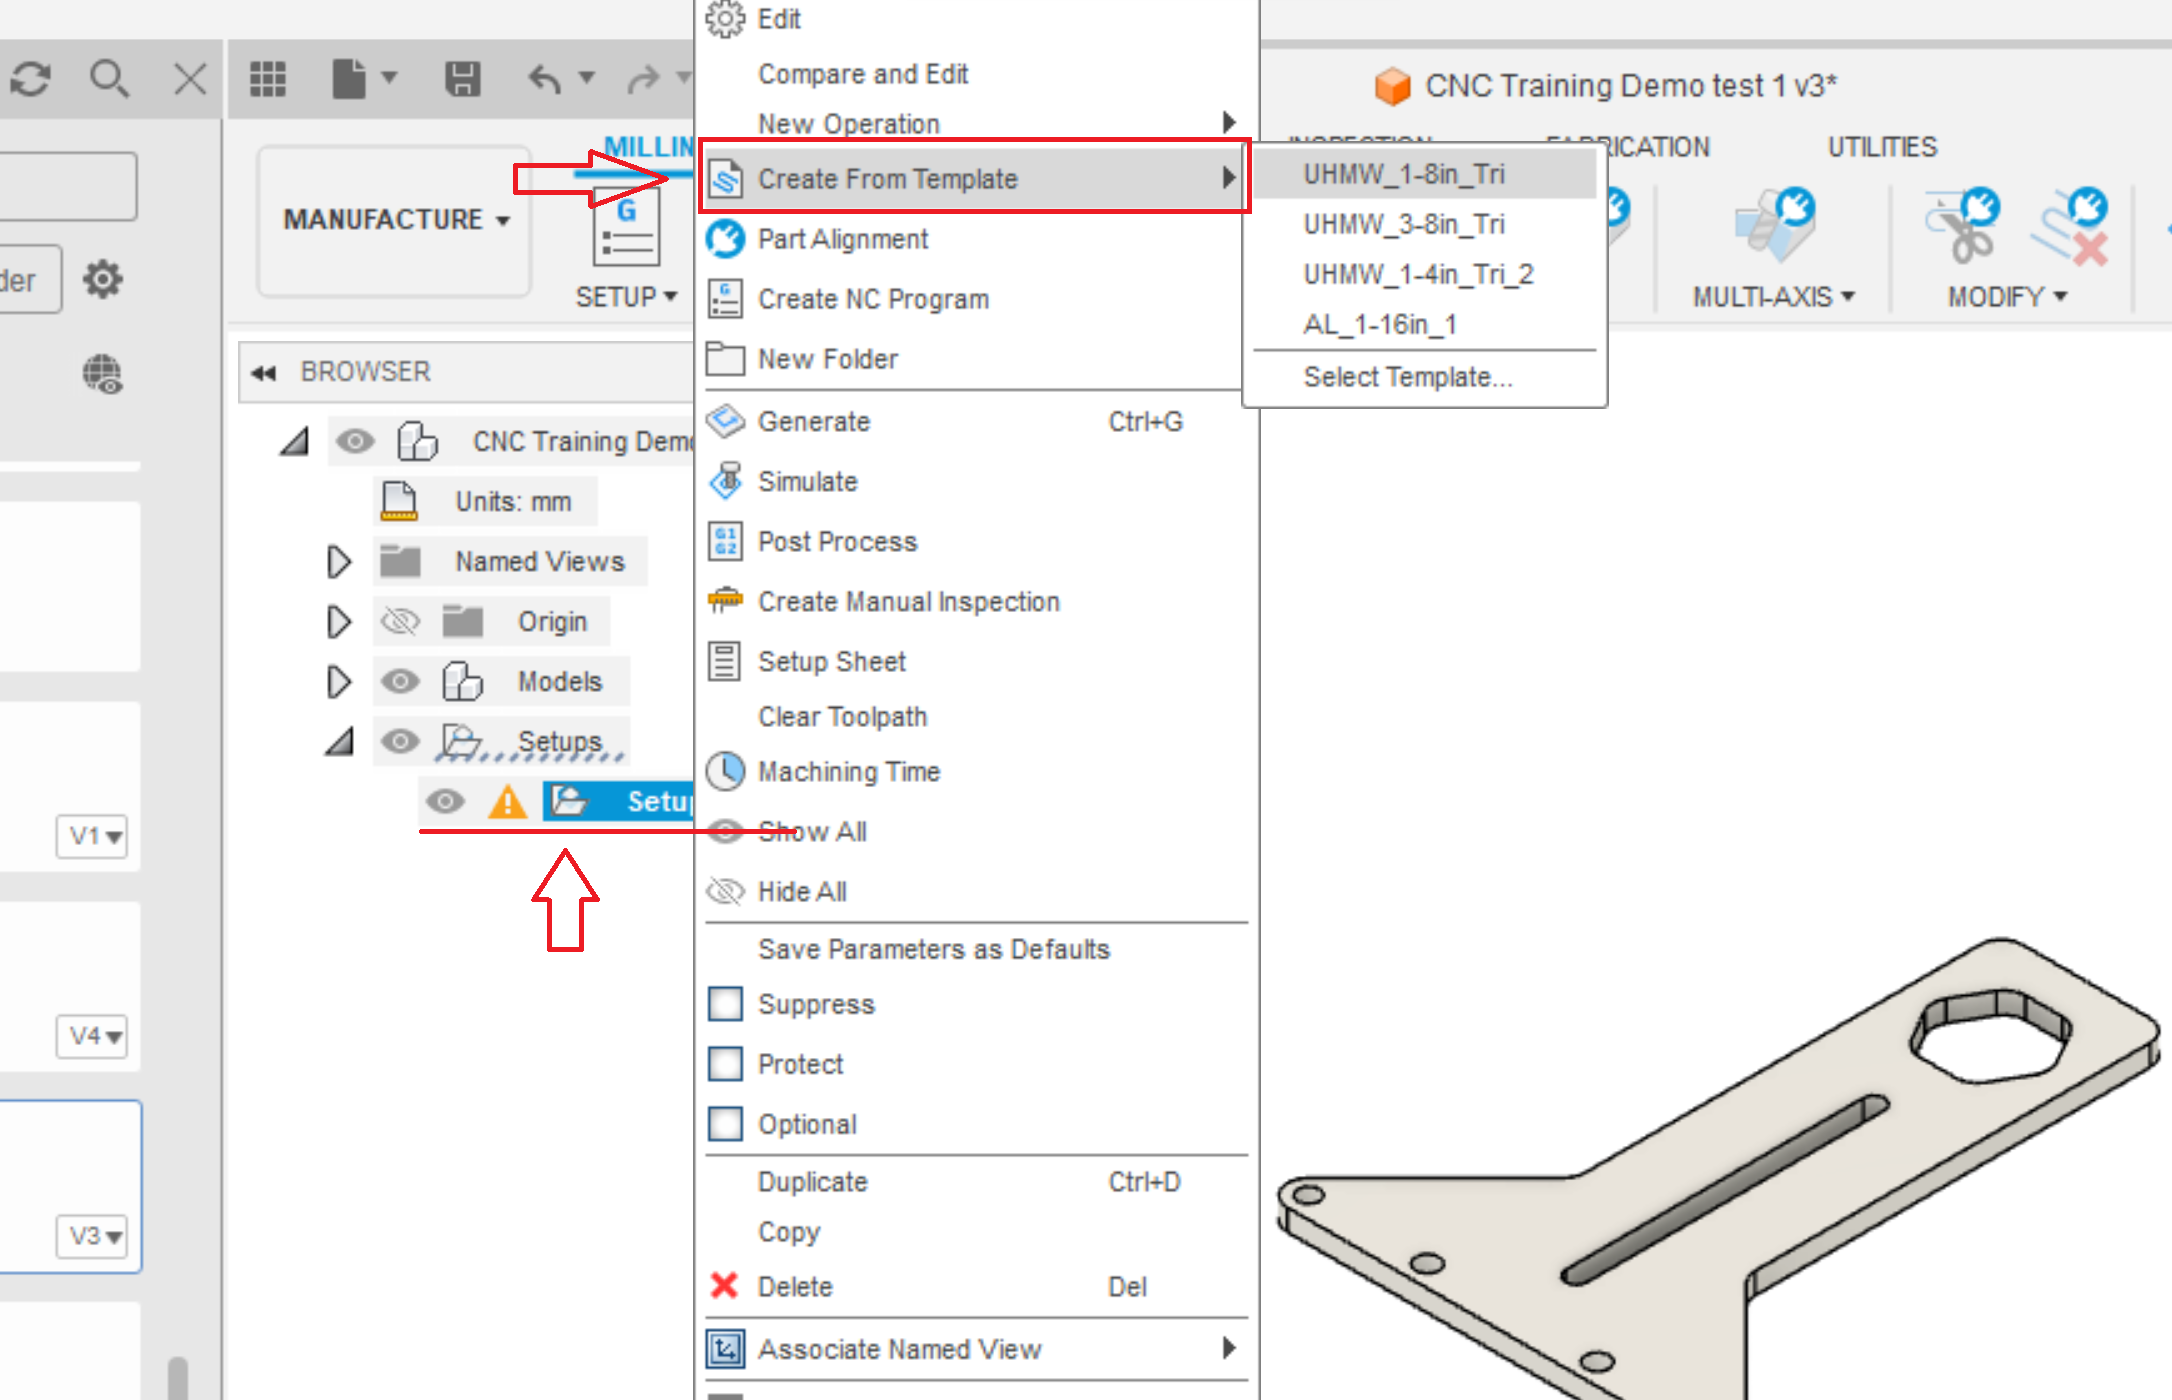 Edit
Compare and Edit
New Operation
Create From Template
Part Alignment
Create NC Program
New Folder
Generate Ctrl+G
Simulate
Post Process
Create Manual Inspection
Setup Sheet
Clear Toolpath
Machining Time
Show All
Hide All
Save Parameters as Defaults
Suppress
Protect
Optional
Duplicate Ctrl+D
Copy
Delete Del
Associate Named View
UHMW_1-8in_Tri
UHMW_3-8in_Tri
UHMW_1-4in_Tri_2
AL_1-16in_1
Select Template...
CNC Training Demo test 1 v3*
INSPECTION FABRICATION UTILITIES
MULTI-AXIS MODIFY
MILLIN
MANUFACTURE
G
SETUP
der
BROWSER
CNC Training Demo
Units: mm
Named Views
Origin
Models
Setups
Setup
V1
V4
V3
G
G1
G2